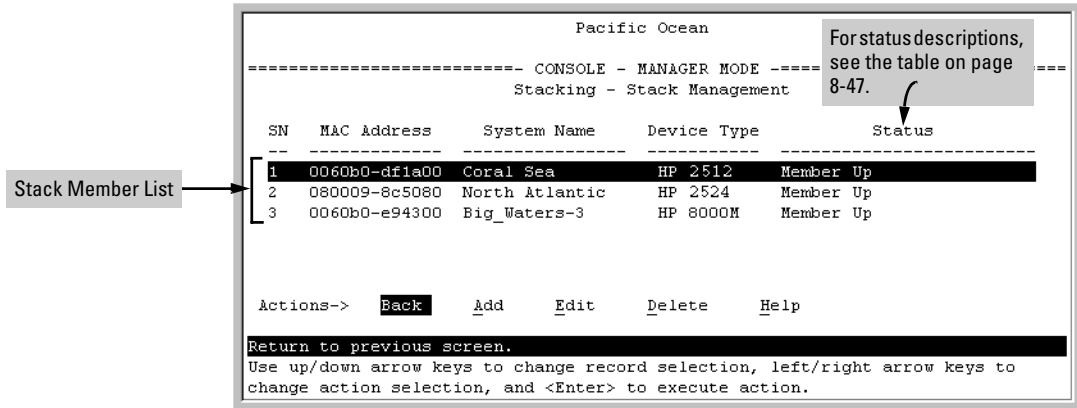 Pacific Ocean
For status descriptions,
see the table on page
8-47.
==========================- CONSOLE - MANAGER MODE -==========================
Stacking - Stack Management
SN MAC Address System Name Device Type Status
-- ------------- ---------------- ----------- -------------------------
Stack Member List
1 0060b0-df1a00 Coral Sea HP 2512 Member Up
2 080009-8c5080 North Atlantic HP 2524 Member Up
3 0060b0-e94300 Big_Waters-3 HP 8000M Member Up
Actions-> Back Add Edit Delete Help
Return to previous screen.
Use up/down arrow keys to change record selection, left/right arrow keys to
change action selection, and <Enter> to execute action.